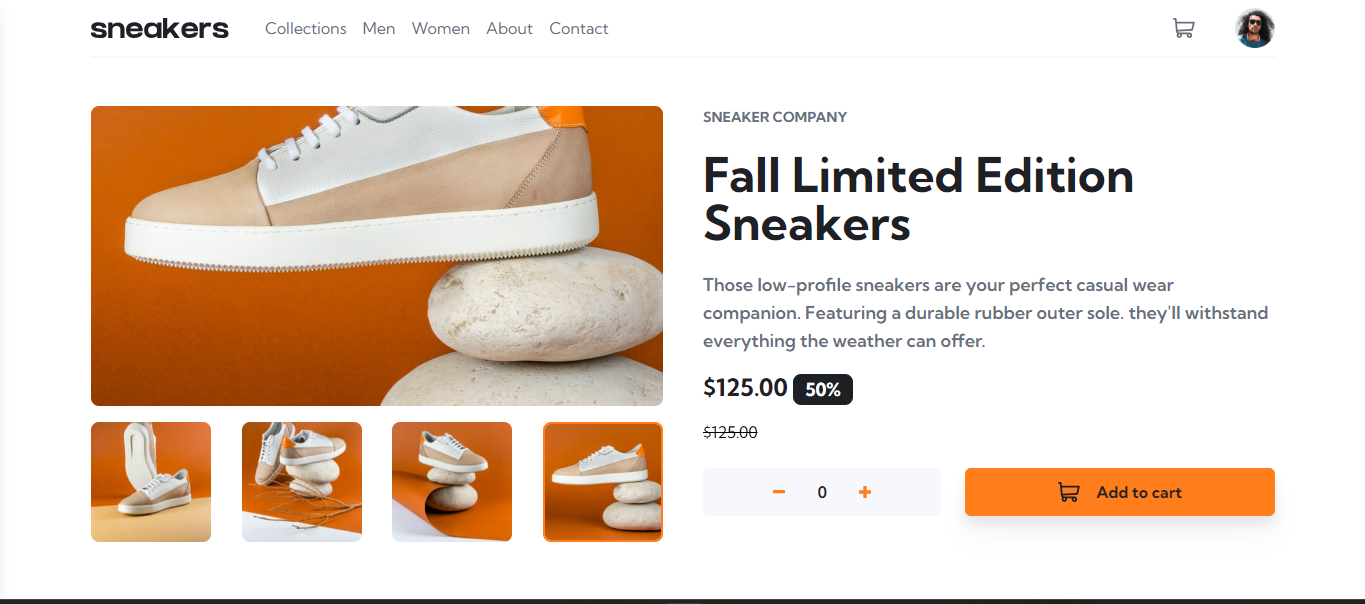 sneakers
Collections Men Women About Contact
SNEAKER COMPANY
Fall Limited Edition
Sneakers
Those low-profile sneakers are your perfect casual wear
companion. Featuring a durable rubber outer sole. they'll withstand
everything the weather can offer.
$125.00 50%
$125.00
0
Add to cart